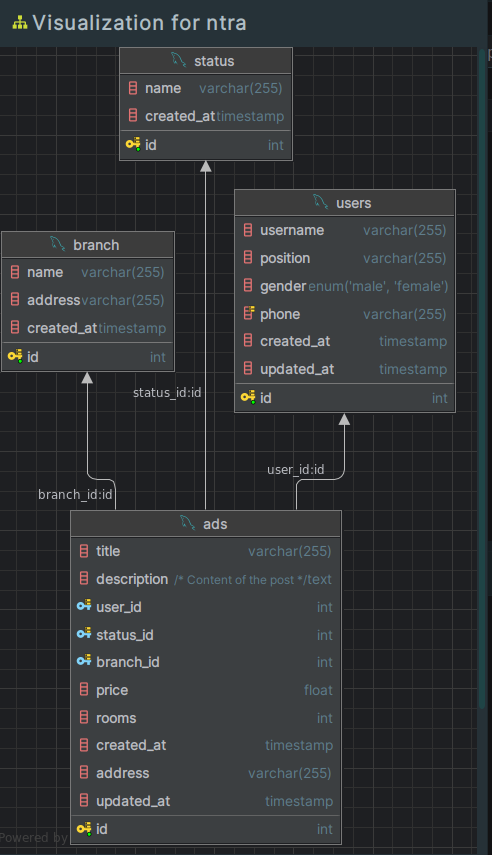 Visualization for ntra
status
name varchar(255)
created_at timestamp
id int
users
username varchar(255)
position varchar(255)
gender enum('male', 'female')
phone varchar(255)
created_at timestamp
updated_at timestamp
id int
branch
name varchar(255)
address varchar(255)
created_at timestamp
id int
status_id:id
user_id:id
branch_id:id
ads
title varchar(255)
description /* Content of the post */ text
user_id int
status_id int
branch_id int
price float
rooms int
created_at timestamp
address varchar(255)
updated_at timestamp
id int
Powered by